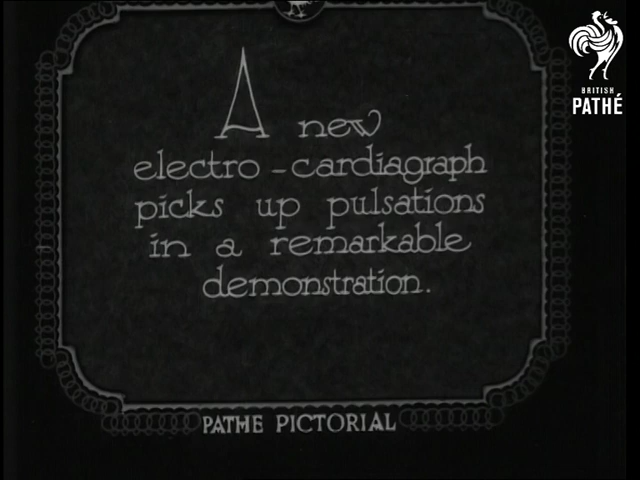 BRITISH
PATHÉ
A new
electro-cardiagraph
picks up pulsations
in a remarkable
demonstration.
PATHE PICTORIAL